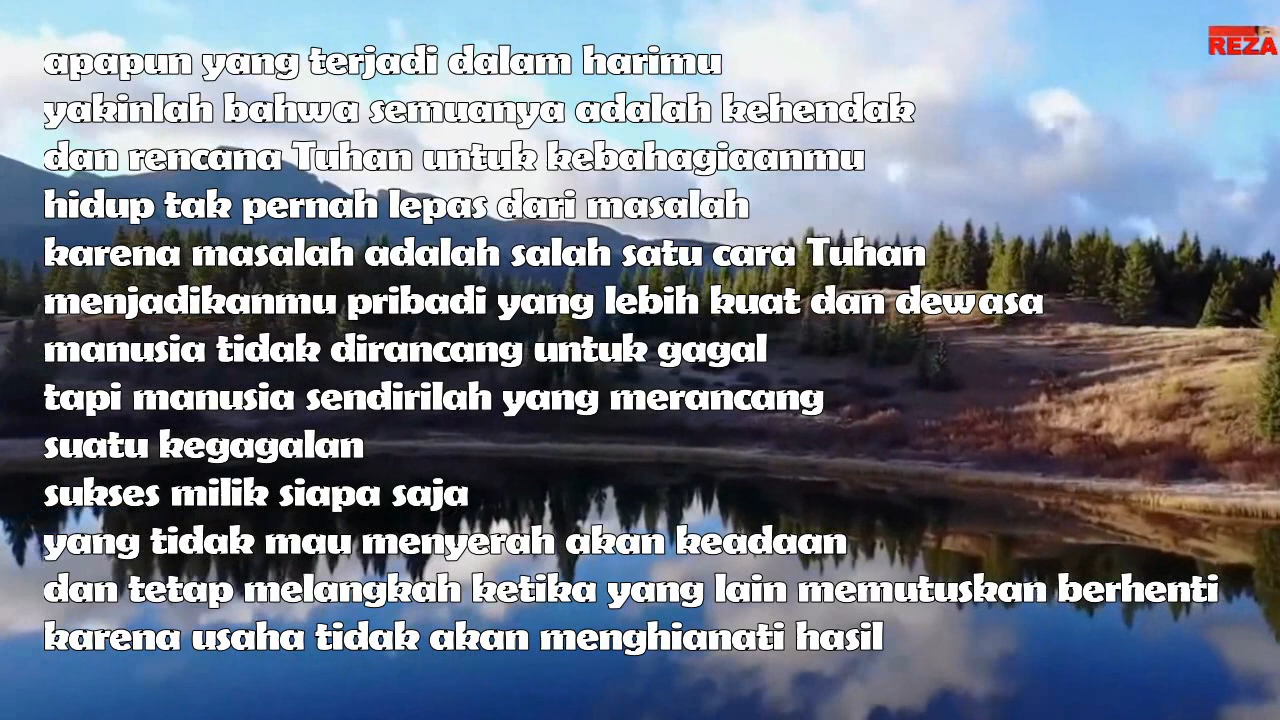 REZA
apapun yang terjadi dalam harimu
yakinlah bahwa semuanya adalah kehendak
dan rencana Tuhan untuk kebahagiaanmu
hidup tak pernah lepas dari masalah
karena masalah adalah salah satu cara Tuhan
menjadikanmu pribadi yang lebih kuat dan dewasa
manusia tidak dirancang untuk gagal
tapi manusia sendirilah yang merancang
suatu kegagalan
sukses milik siapa saja
yang tidak mau menyerah akan keadaan
dan tetap melangkah ketika yang lain memutuskan berhenti
karena usaha tidak akan menghianati hasil